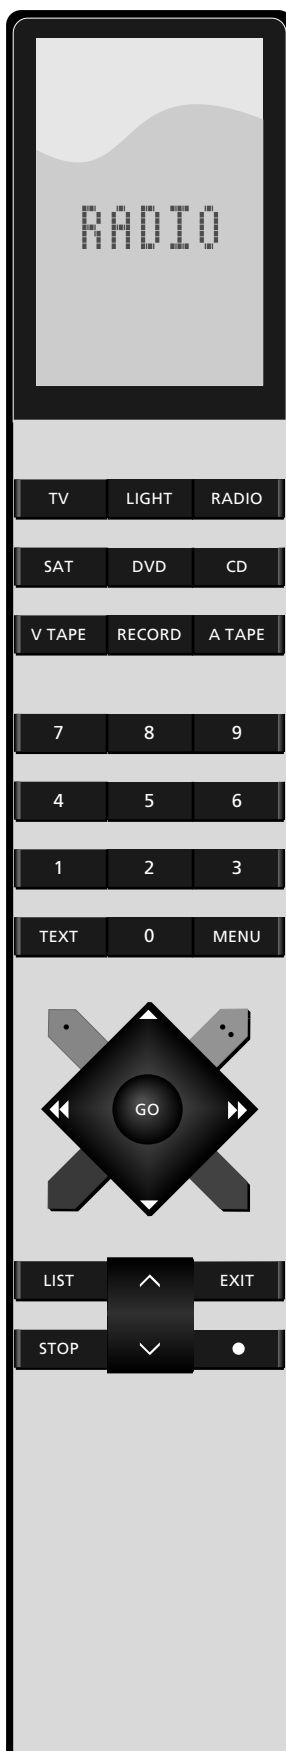 RADIO
TV LIGHT RADIO
SAT DVD CD
V TAPE RECORD A TAPE
7 8 9
4 5 6
1 2 3
TEXT 0 MENU
GO
LIST EXIT
STOP